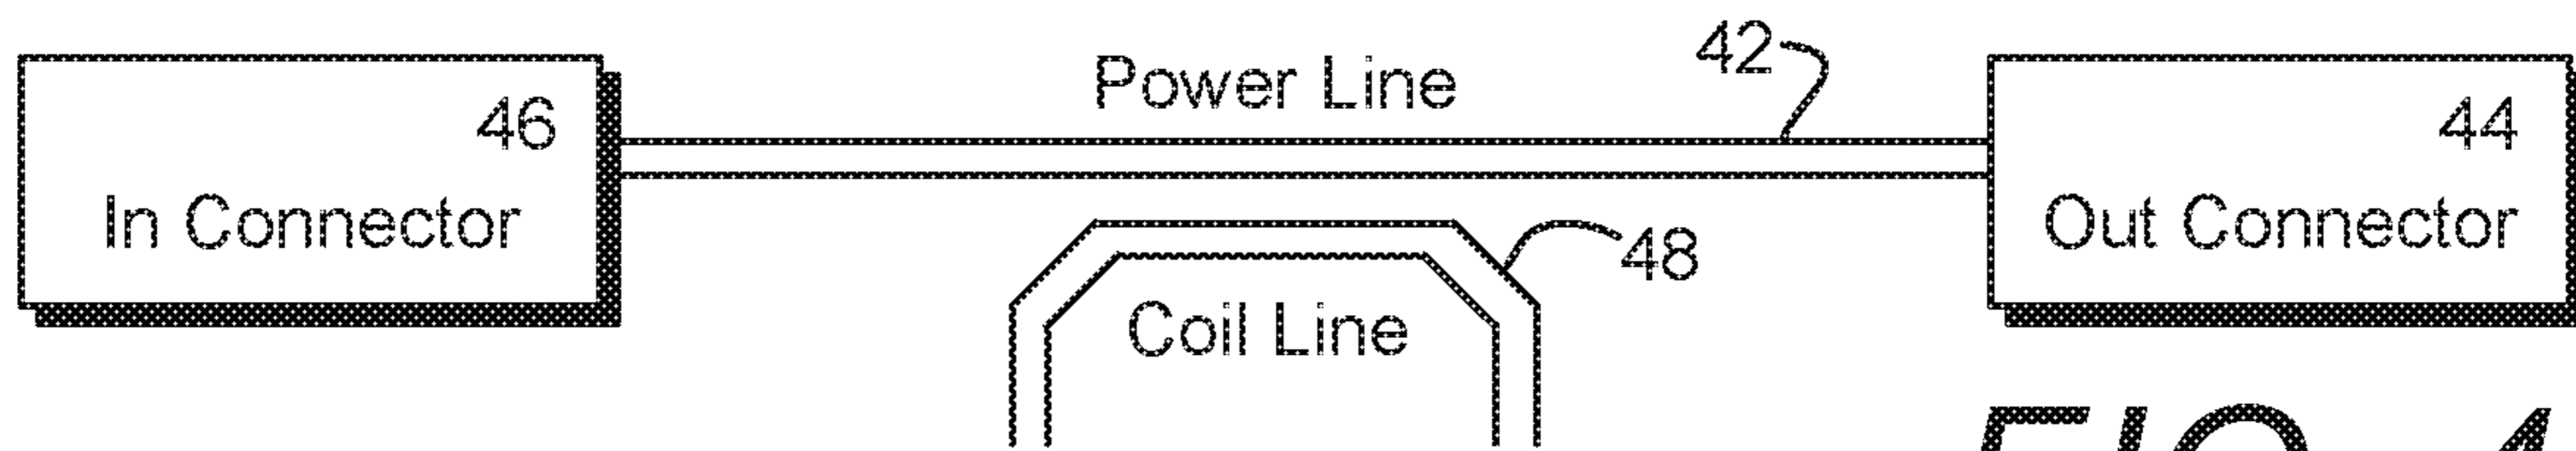 42
Power Line
46
44
In Connector
Out Connector
48
Coil Line